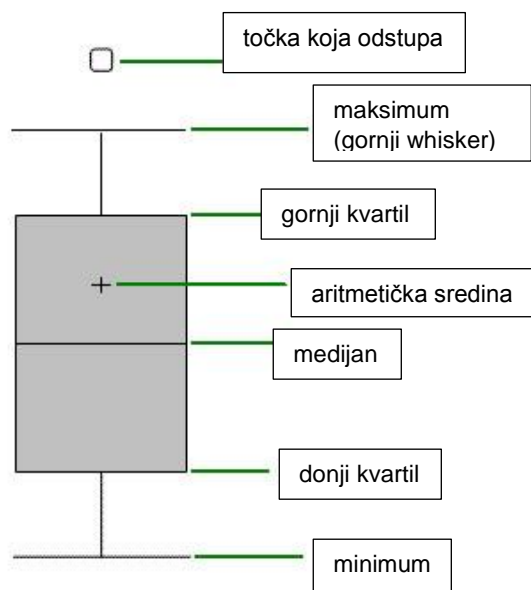 točka koja odstupa
maksimum
(gornji whisker)
gornji kvartil
aritmetička sredina
medijan
donji kvartil
minimum